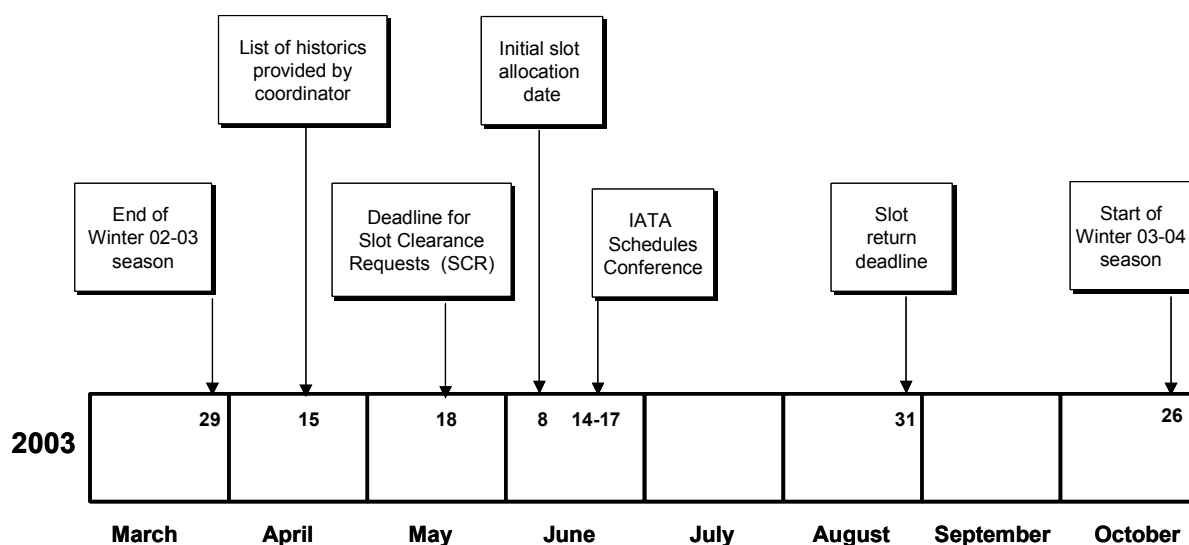 List of historics
provided by
coordinator
Initial slot
allocation
date
End of
Winter 02-03
season
Deadline for
Slot Clearance
Requests (SCR)
IATA
Schedules
Conference
Slot
return
deadline
Start of
Winter 03-04
season
2003
29
15
18
8
14-17
31
26
March
April
May
June
July
August
September
October